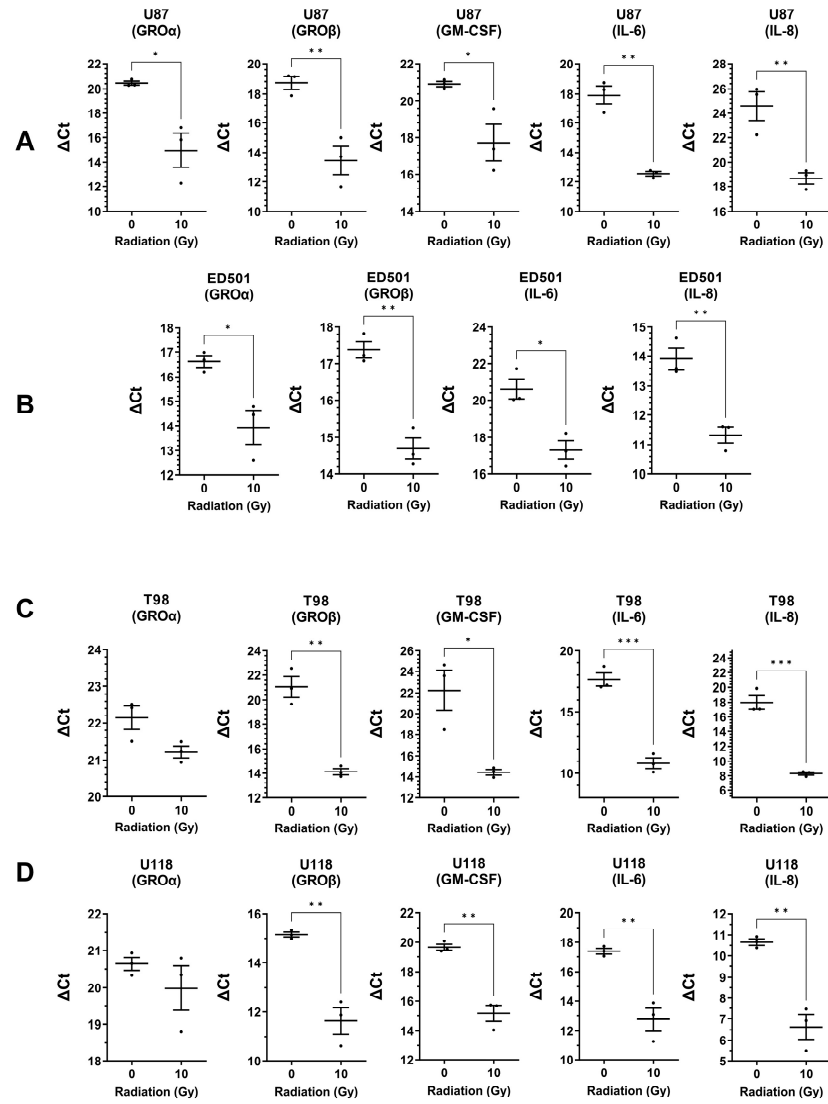 A
U87
(GROα)
*
ΔCt
22
20
18
16
14
12
10
0 10
Radiation (Gy)
U87
(GROβ)
**
ΔCt
20
18
16
14
12
10
0 10
Radiation (Gy)
U87
(GM-CSF)
*
ΔCt
22
20
18
16
14
0 10
Radiation (Gy)
U87
(IL-6)
**
ΔCt
20
18
16
14
12
10
0 10
Radiation (Gy)
U87
(IL-8)
**
ΔCt
28
26
24
22
20
18
16
0 10
Radiation (Gy)
B
ED501
(GROα)
*
ΔCt
18
17
16
15
14
13
12
0 10
Radiation (Gy)
ED501
(GROβ)
**
ΔCt
18
17
16
15
14
0 10
Radiation (Gy)
ED501
(IL-6)
*
ΔCt
24
22
20
18
16
0 10
Radiation (Gy)
ED501
(IL-8)
**
ΔCt
15
14
13
12
11
10
0 10
Radiation (Gy)
C
T98
(GROα)
ΔCt
24
23
22
21
20
0 10
Radiation (Gy)
T98
(GROβ)
**
ΔCt
24
22
20
18
16
14
12
0 10
Radiation (Gy)
T98
(GM-CSF)
*
ΔCt
26
24
22
20
18
16
14
12
0 10
Radiation (Gy)
T98
(IL-6)
***
ΔCt
20
15
10
0 10
Radiation (Gy)
T98
(IL-8)
***
ΔCt
24
22
20
18
16
14
12
10
8
6
0 10
Radiation (Gy)
D
U118
(GROα)
ΔCt
22
21
20
19
18
0 10
Radiation (Gy)
U118
(GROβ)
**
ΔCt
16
14
12
10
0 10
Radiation (Gy)
U118
(GM-CSF)
**
ΔCt
22
20
18
16
14
12
0 10
Radiation (Gy)
U118
(IL-6)
**
ΔCt
20
18
16
14
12
10
0 10
Radiation (Gy)
U118
(IL-8)
**
ΔCt
12
11
10
9
8
7
6
5
0 10
Radiation (Gy)